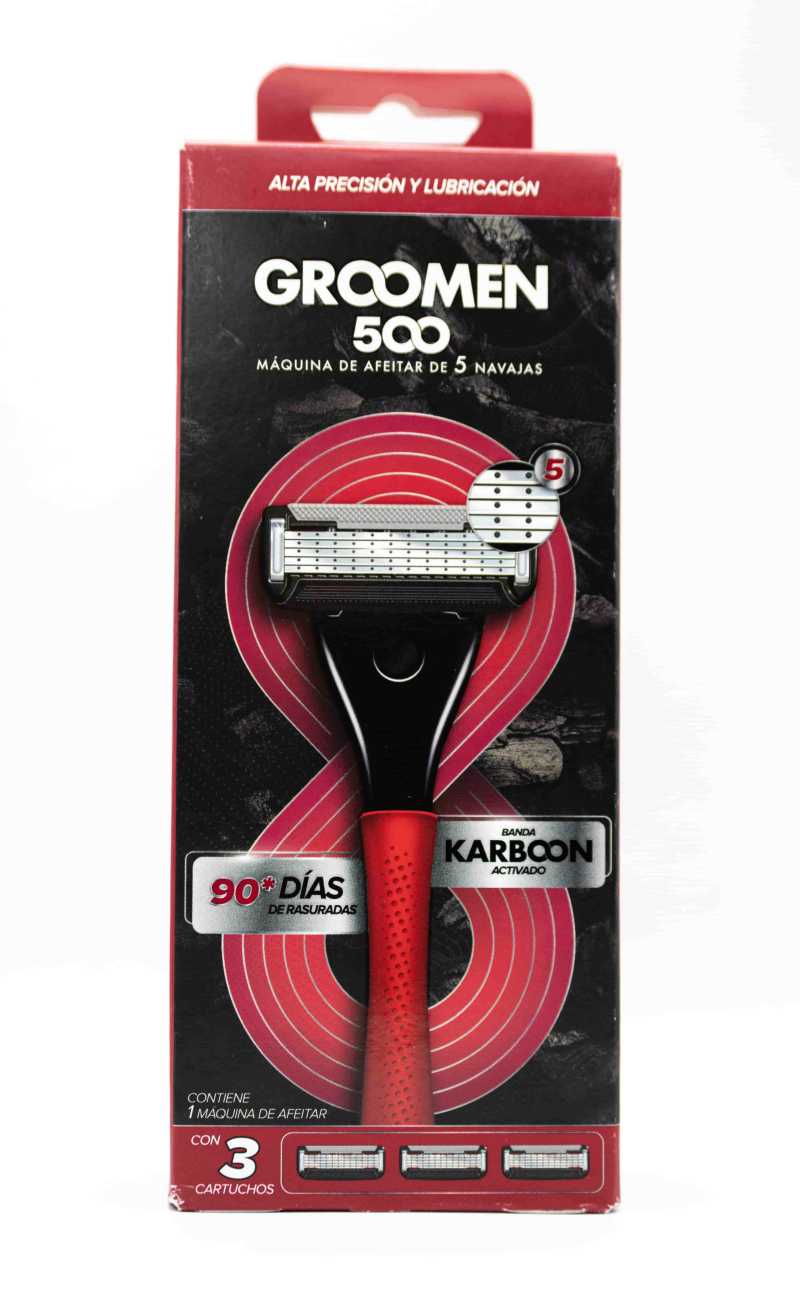 ALTA PRECISIÓN Y LUBRICACIÓN
GROOMEN
500
MÁQUINA DE AFEITAR DE 5 NAVAJAS
5
BANDA
KARBOON
ACTIVADO
90* DÍAS
DE RASURADAS
CONTIENE
1 MÁQUINA DE AFEITAR
CON
3
CARTUCHOS